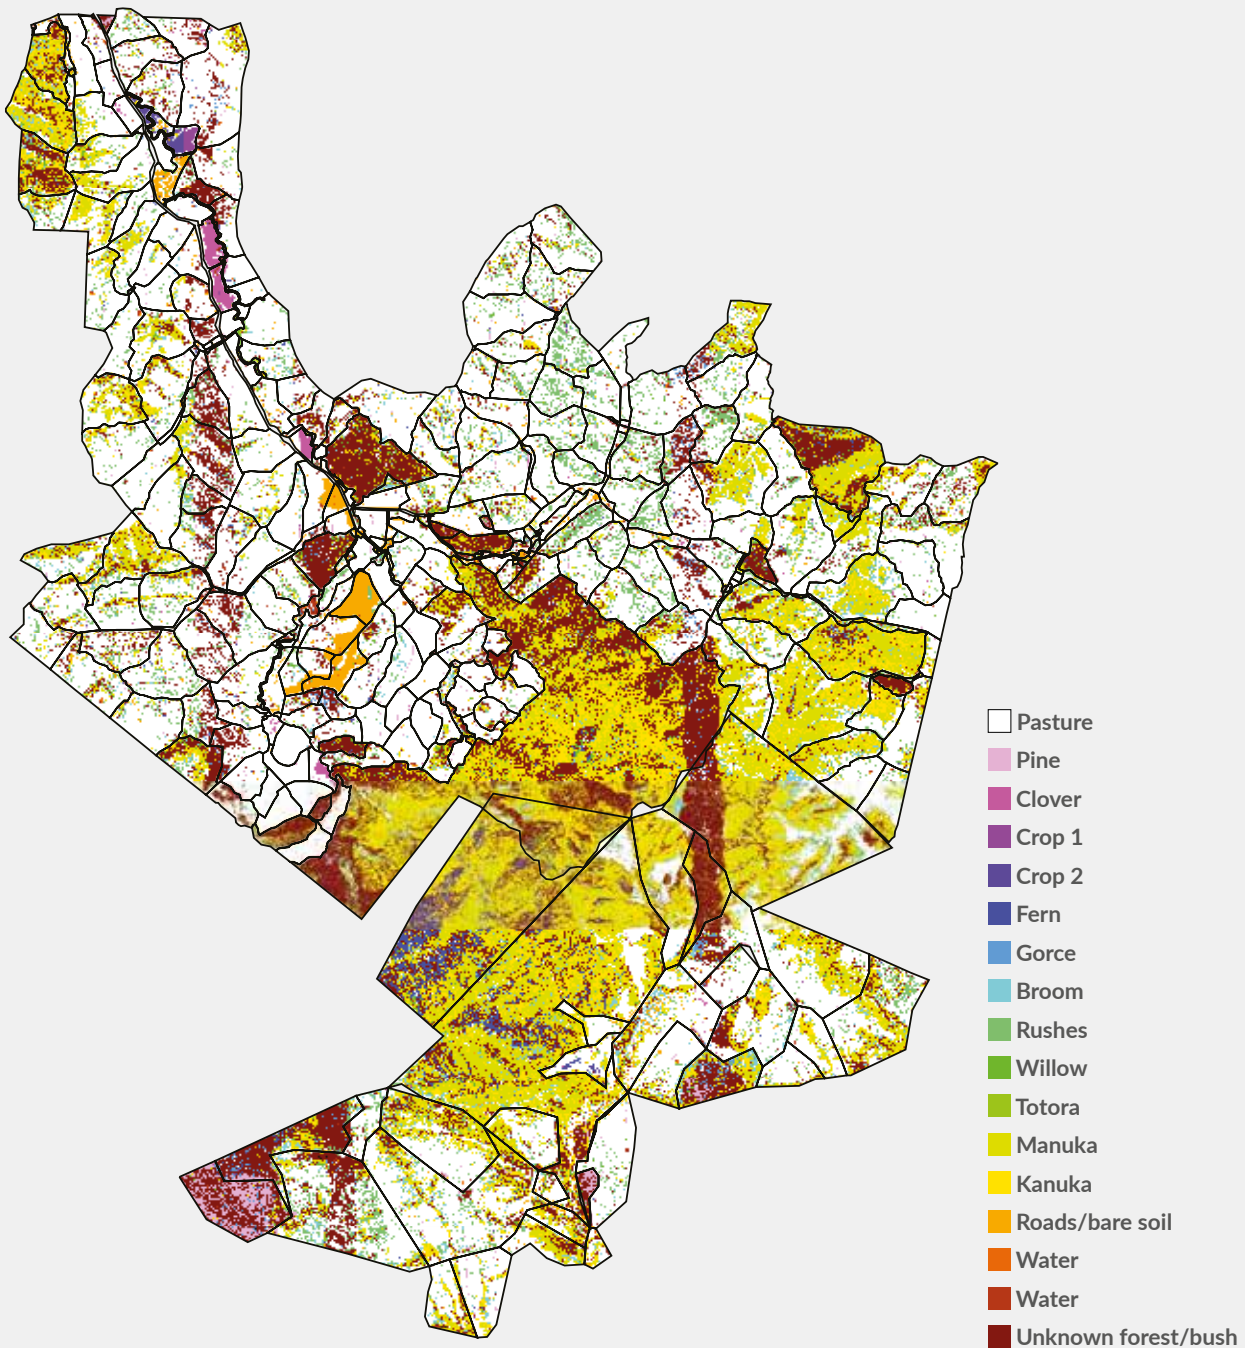 Pasture
Pine
Clover
Crop 1
Crop 2
Fern
Gorce
Broom
Rushes
Willow
Totora
Manuka
Kanuka
Roads/bare soil
Water
Water
Unknown forest/bush